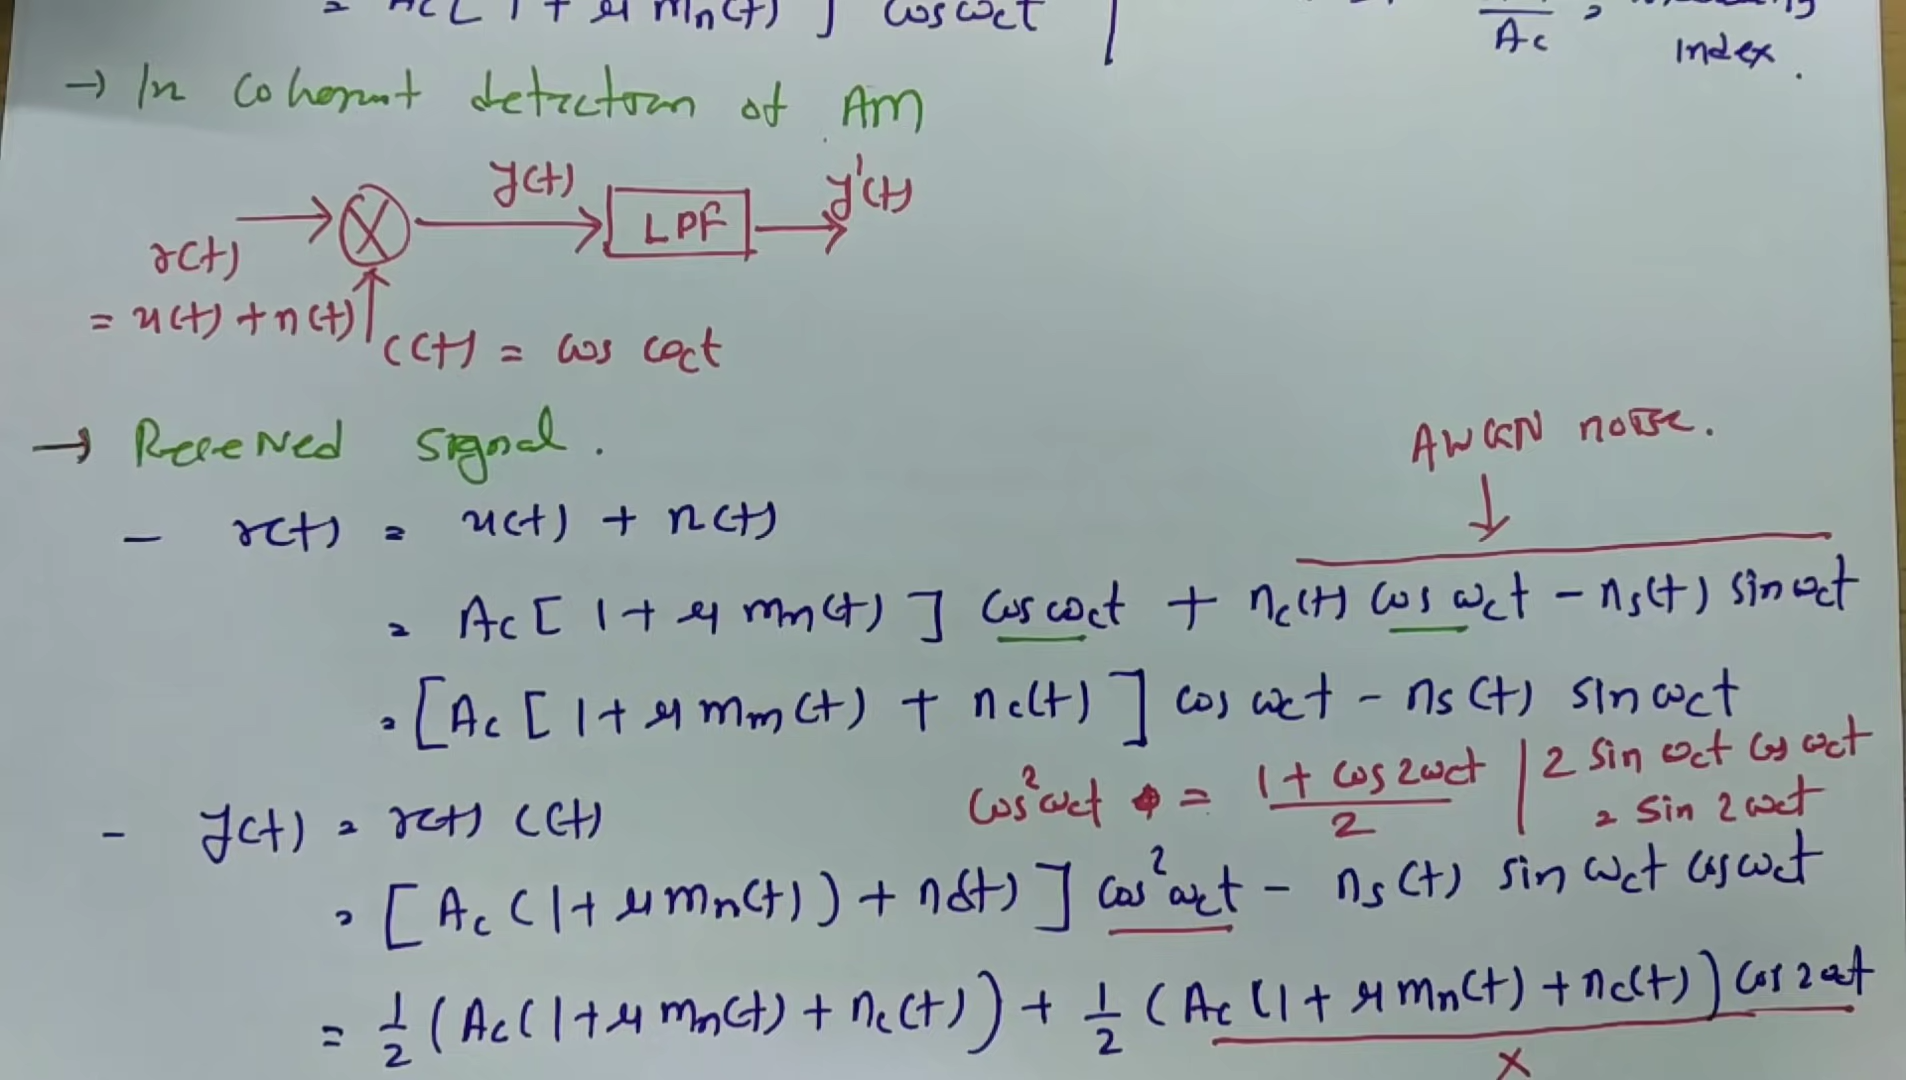 = Ac [ 1 + μ mn(t) ] cos ωct
Ac , index.
→ In Coherent detection of AM
y(t) y'(t)
r(t) LPF
= x(t) + n(t)
c(t) = cos ωct
→ Received Signal.
AWGN noise.
- r(t) = x(t) + n(t)
= Ac [ 1 + μ mn(t) ] cos ωct + nc(t) cos ωct - ns(t) sin ωct
= [ Ac [ 1 + μ mn(t) + nc(t) ] cos ωct - ns(t) sin ωct
cos²ωct = 1 + cos 2ωct / 2 | 2 sin ωct cos ωct
= sin 2ωct
- y(t) = r(t) c(t)
= [ Ac ( 1 + μ mn(t) ) + nc(t) ] cos²ωct - ns(t) sin ωct cos ωct
= 1/2 ( Ac ( 1 + μ mn(t) + nc(t) ) + 1/2 ( Ac ( 1 + μ mn(t) + nc(t) ) cos 2ωct
x